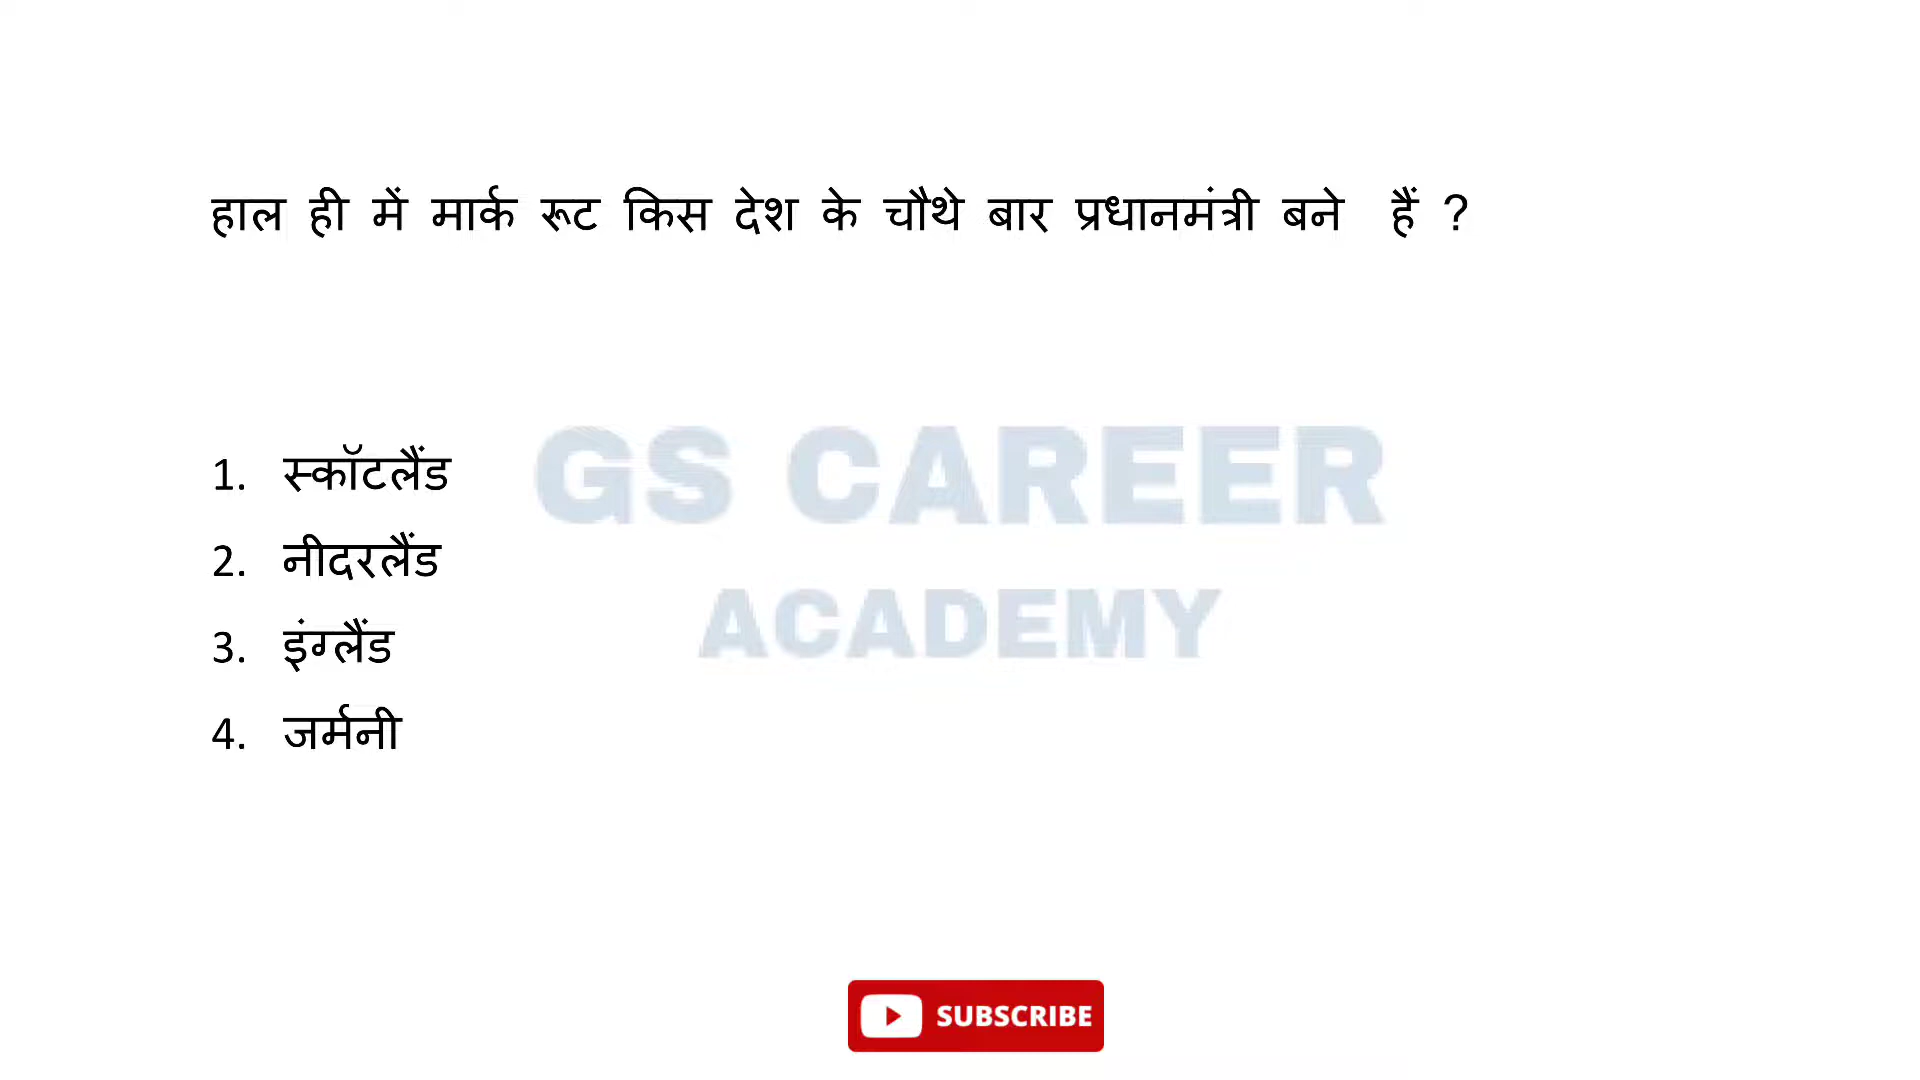 हाल ही में मार्क रूट किस देश के चौथे बार प्रधानमंत्री बने हैं ?
GS CAREER
ACADEMY
1. स्कॉटलैंड
2. नीदरलैंड
3. इंग्लैंड
4. जर्मनी
SUBSCRIBE